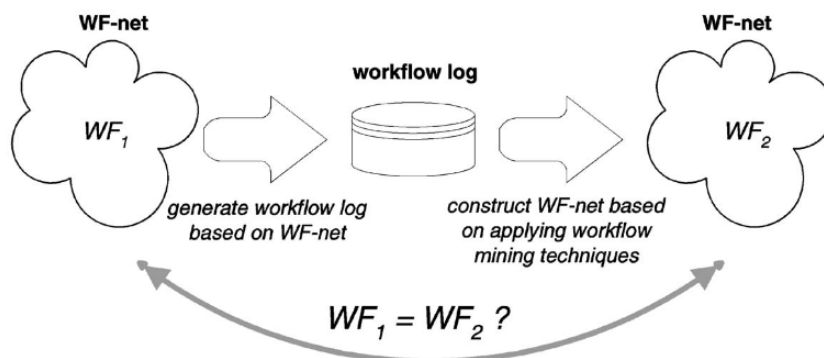 WF-net
WF-net
workflow log
WF₁
WF₂
generate workflow log
based on WF-net
construct WF-net based
on applying workflow
mining techniques
WF₁ = WF₂ ?